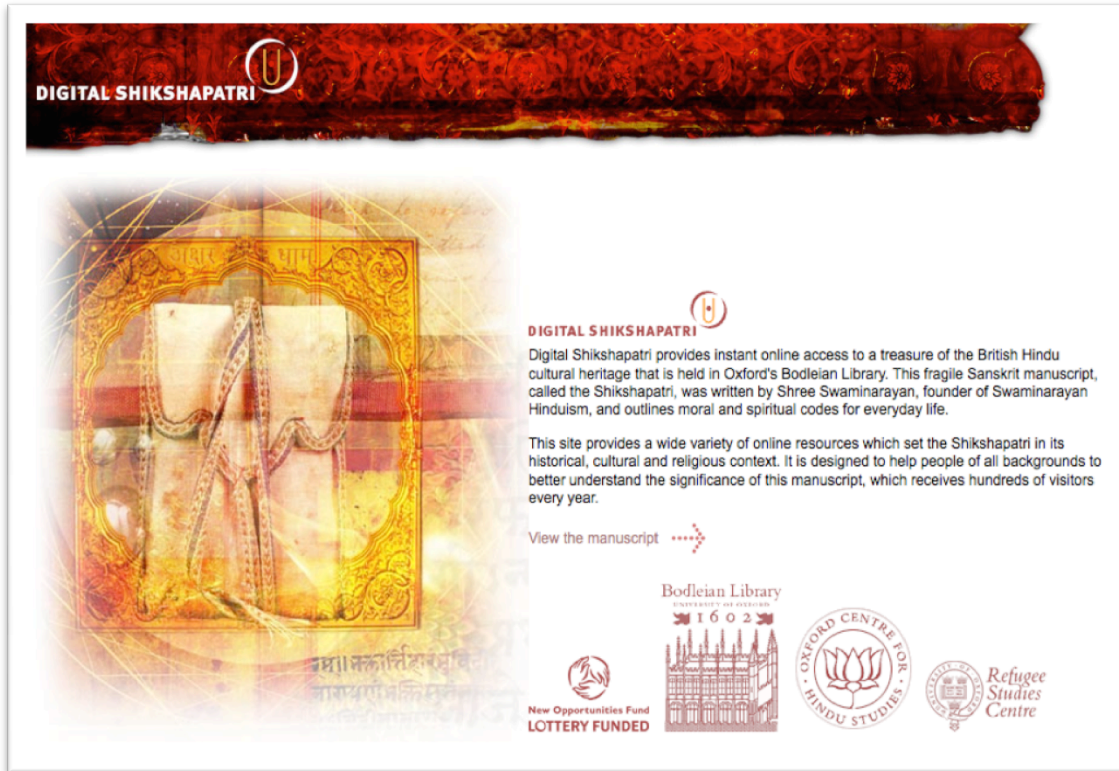 DIGITAL SHIKSHAPATRI
अक्षर धाम
DIGITAL SHIKSHAPATRI
Digital Shikshapatri provides instant online access to a treasure of the British Hindu
cultural heritage that is held in Oxford's Bodleian Library. This fragile Sanskrit manuscript,
called the Shikshapatri, was written by Shree Swaminarayan, founder of Swaminarayan
Hinduism, and outlines moral and spiritual codes for everyday life.
This site provides a wide variety of online resources which set the Shikshapatri in its
historical, cultural and religious context. It is designed to help people of all backgrounds to
better understand the significance of this manuscript, which receives hundreds of visitors
every year.
View the manuscript
Bodleian Library
UNIVERSITY OF OXFORD
1602
New Opportunities Fund
LOTTERY FUNDED
OXFORD CENTRE FOR
HINDU STUDIES
Refugee
Studies
Centre